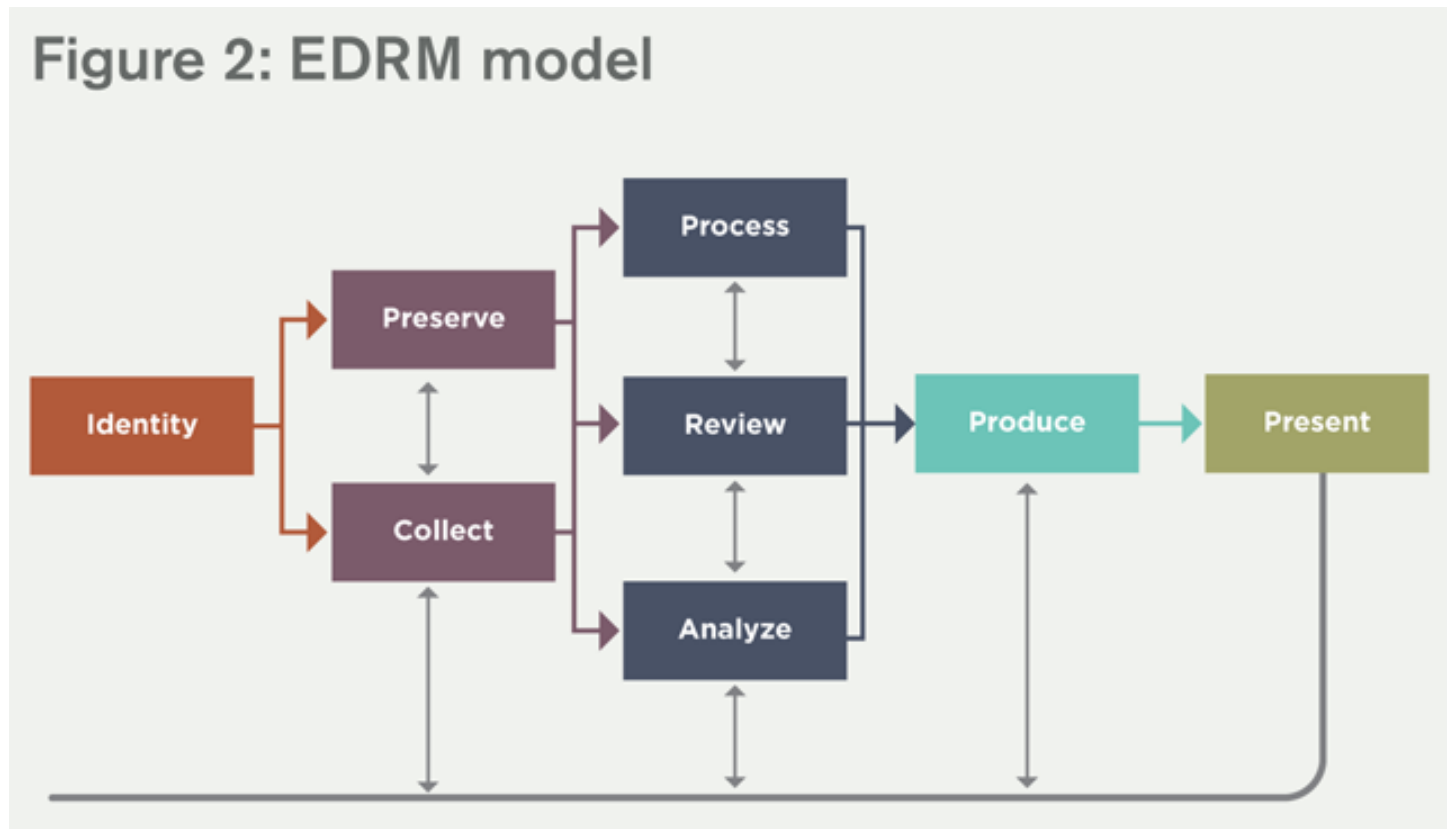 Figure 2: EDRM model
Identity
Preserve
Collect
Process
Review
Analyze
Produce
Present